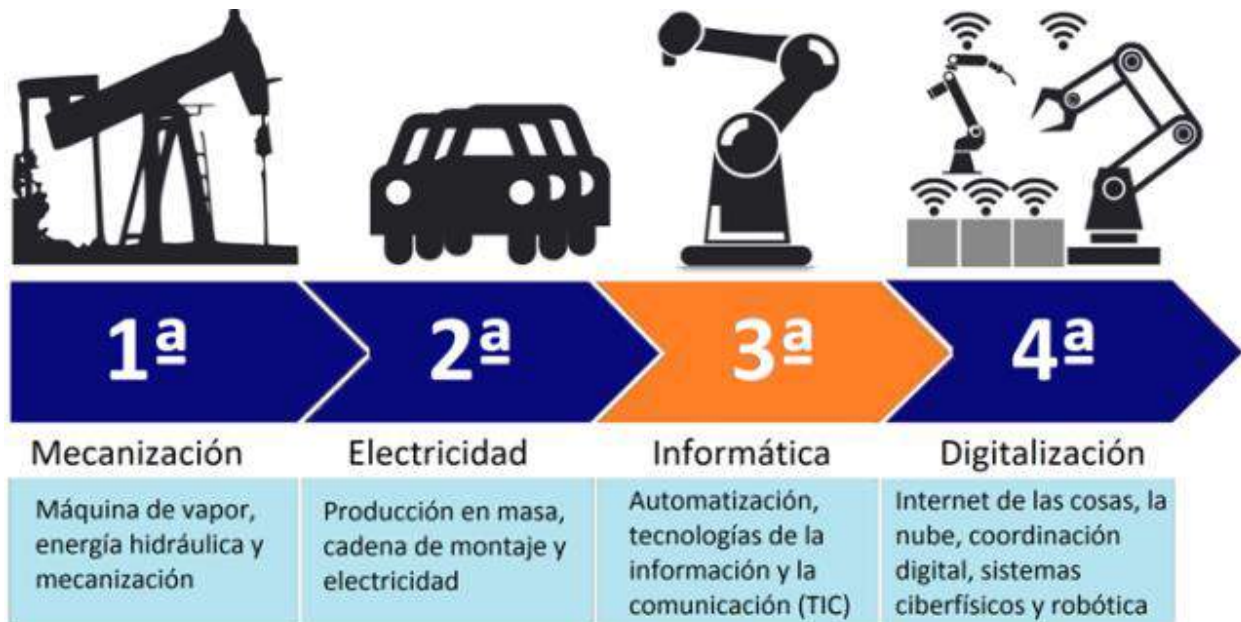 1ª
2ª
3ª
4ª
Mecanización
Electricidad
Informática
Digitalización
Máquina de vapor,
energía hidráulica y
mecanización
Producción en masa,
cadena de montaje y
electricidad
Automatización,
tecnologías de la
información y la
comunicación (TIC)
Internet de las cosas, la
nube, coordinación
digital, sistemas
ciberfísicos y robótica